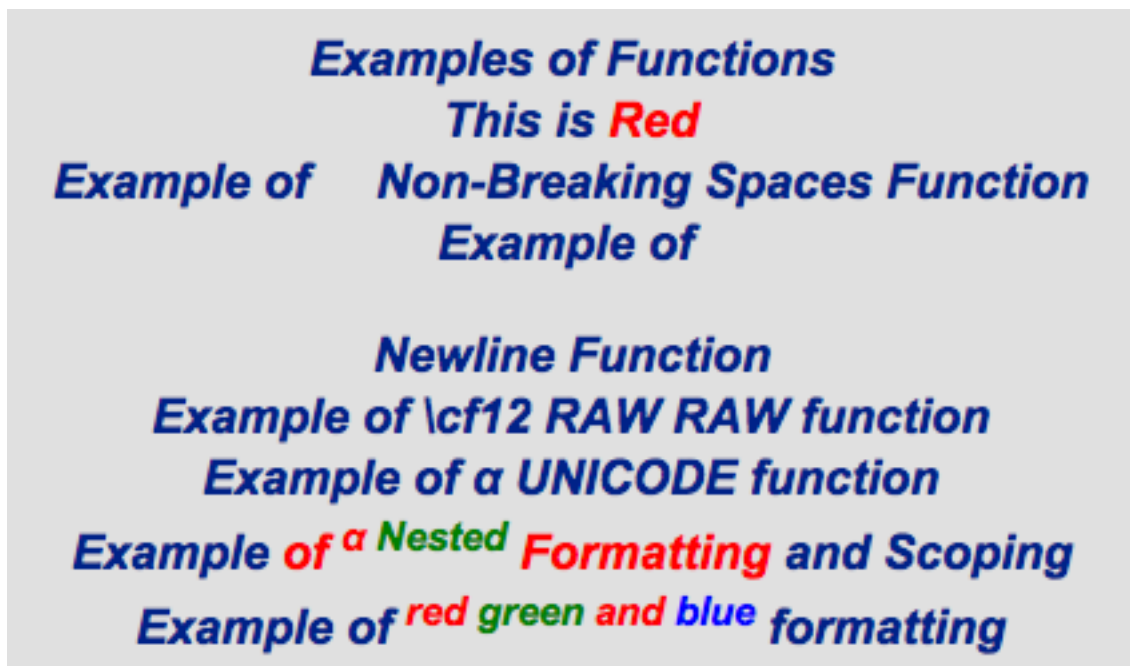 Examples of Functions
This is Red
Example of    Non-Breaking Spaces Function
Example of
Newline Function
Example of \cf12 RAW RAW function
Example of α UNICODE function
Example of α Nested Formatting and Scoping
Example of red green and blue formatting